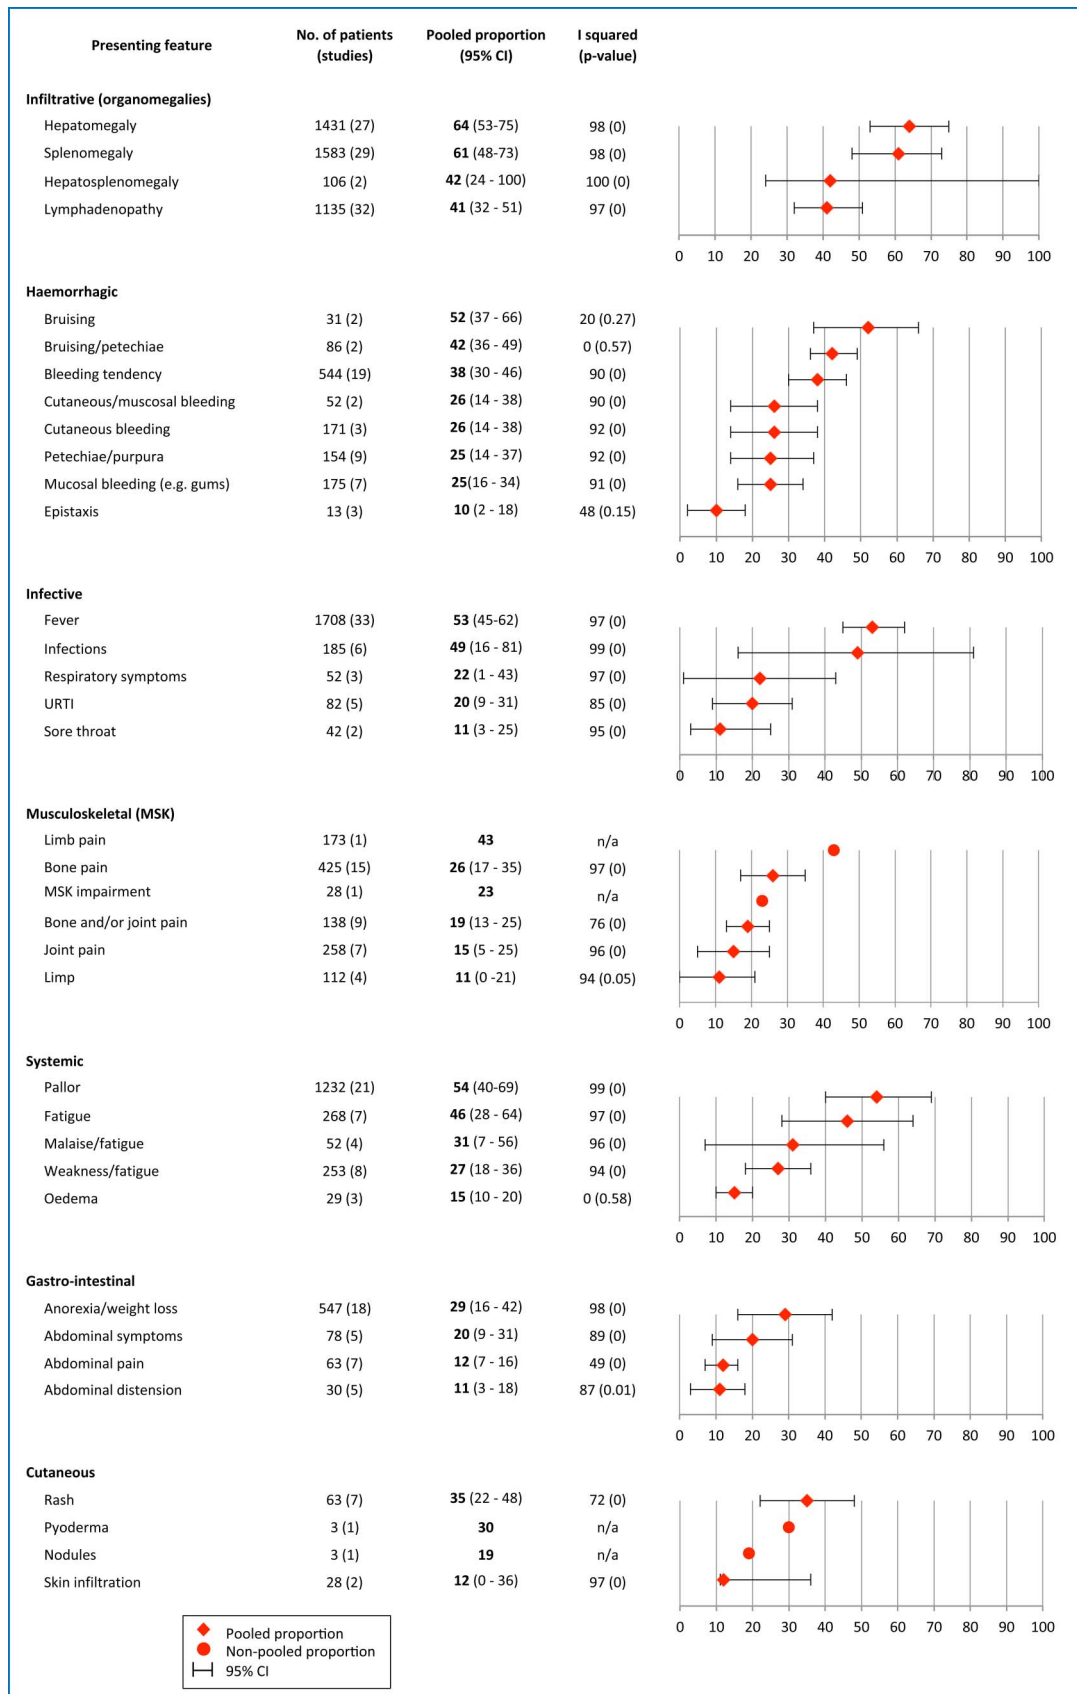 Presenting feature No. of patients (studies) Pooled proportion (95% CI) I squared (p-value)
Infiltrative (organomegalies)
Hepatomegaly 1431 (27) 64 (53-75) 98 (0)
Splenomegaly 1583 (29) 61 (48-73) 98 (0)
Hepatosplenomegaly 106 (2) 42 (24 - 100) 100 (0)
Lymphadenopathy 1135 (32) 41 (32 - 51) 97 (0)
0 10 20 30 40 50 60 70 80 90 100
Haemorrhagic
Bruising 31 (2) 52 (37 - 66) 20 (0.27)
Bruising/petechiae 86 (2) 42 (36 - 49) 0 (0.57)
Bleeding tendency 544 (19) 38 (30 - 46) 90 (0)
Cutaneous/muscosal bleeding 52 (2) 26 (14 - 38) 90 (0)
Cutaneous bleeding 171 (3) 26 (14 - 38) 92 (0)
Petechiae/purpura 154 (9) 25 (14 - 37) 92 (0)
Mucosal bleeding (e.g. gums) 175 (7) 25(16 - 34) 91 (0)
Epistaxis 13 (3) 10 (2 - 18) 48 (0.15)
0 10 20 30 40 50 60 70 80 90 100
Infective
Fever 1708 (33) 53 (45-62) 97 (0)
Infections 185 (6) 49 (16 - 81) 99 (0)
Respiratory symptoms 52 (3) 22 (1 - 43) 97 (0)
URTI 82 (5) 20 (9 - 31) 85 (0)
Sore throat 42 (2) 11 (3 - 25) 95 (0)
0 10 20 30 40 50 60 70 80 90 100
Musculoskeletal (MSK)
Limb pain 173 (1) 43 n/a
Bone pain 425 (15) 26 (17 - 35) 97 (0)
MSK impairment 28 (1) 23 n/a
Bone and/or joint pain 138 (9) 19 (13 - 25) 76 (0)
Joint pain 258 (7) 15 (5 - 25) 96 (0)
Limp 112 (4) 11 (0 -21) 94 (0.05)
0 10 20 30 40 50 60 70 80 90 100
Systemic
Pallor 1232 (21) 54 (40-69) 99 (0)
Fatigue 268 (7) 46 (28 - 64) 97 (0)
Malaise/fatigue 52 (4) 31 (7 - 56) 96 (0)
Weakness/fatigue 253 (8) 27 (18 - 36) 94 (0)
Oedema 29 (3) 15 (10 - 20) 0 (0.58)
0 10 20 30 40 50 60 70 80 90 100
Gastro-intestinal
Anorexia/weight loss 547 (18) 29 (16 - 42) 98 (0)
Abdominal symptoms 78 (5) 20 (9 - 31) 89 (0)
Abdominal pain 63 (7) 12 (7 - 16) 49 (0)
Abdominal distension 30 (5) 11 (3 - 18) 87 (0.01)
0 10 20 30 40 50 60 70 80 90 100
Cutaneous
Rash 63 (7) 35 (22 - 48) 72 (0)
Pyoderma 3 (1) 30 n/a
Nodules 3 (1) 19 n/a
Skin infiltration 28 (2) 12 (0 - 36) 97 (0)
0 10 20 30 40 50 60 70 80 90 100
Pooled proportion
Non-pooled proportion
95% CI